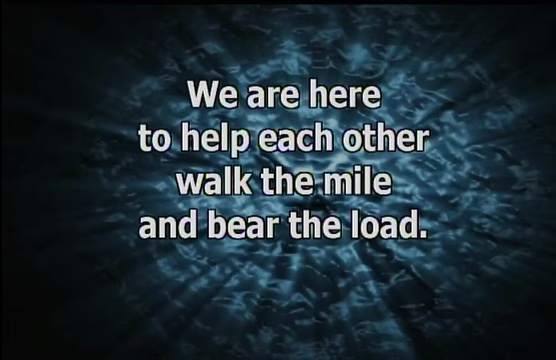 We are here
to help each other
walk the mile
and bear the load.